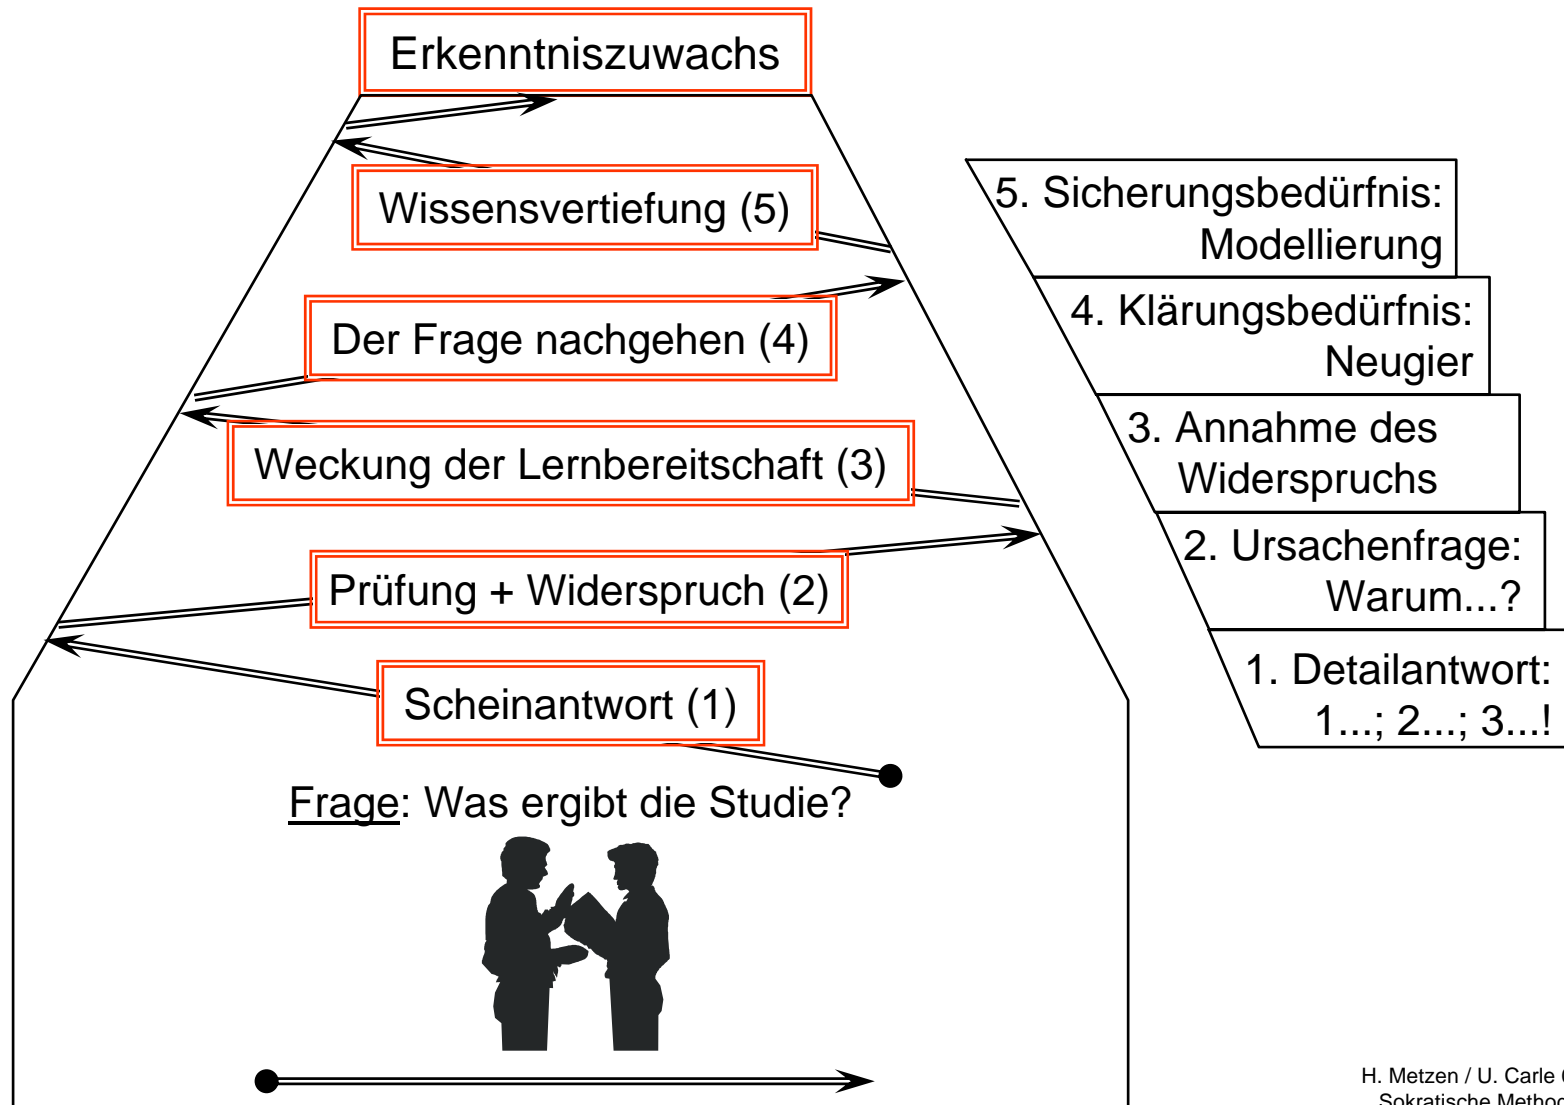 Erkenntniszuwachs
Wissensvertiefung (5)
Der Frage nachgehen (4)
Weckung der Lernbereitschaft (3)
Prüfung + Widerspruch (2)
Scheinantwort (1)
Frage: Was ergibt die Studie?
5. Sicherungsbedürfnis:
Modellierung
4. Klärungsbedürfnis:
Neugier
3. Annahme des
Widerspruchs
2. Ursachenfrage:
Warum...?
1. Detailantwort:
1...; 2...; 3...!
H. Metzen / U. Carle
Sokratische